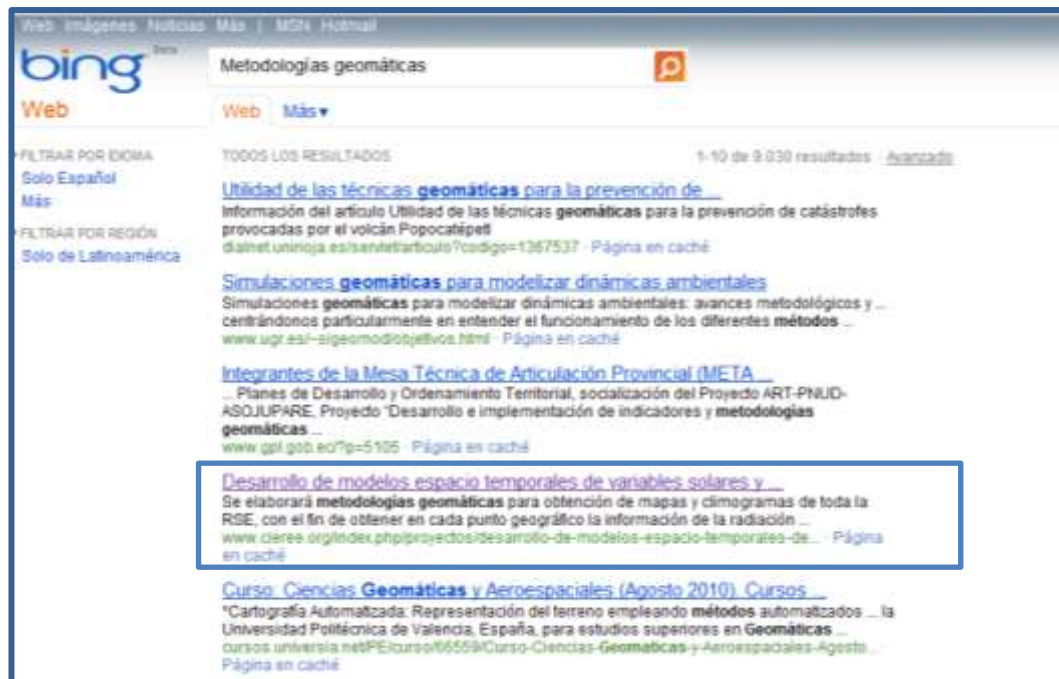 Web Imágenes Noticias Más | MSN Hotmail
bing Beta
Metodologías geomáticas
Web
Web Más▾
FILTRAR POR IDIOMA
Solo Español
Más
FILTRAR POR REGIÓN
Solo de Latinoamérica
TODOS LOS RESULTADOS
1-10 de 9.030 resultados · Avanzado
Utilidad de las técnicas geomáticas para la prevención de ...
Información del artículo Utilidad de las técnicas geomáticas para la prevención de catástrofes
provocadas por el volcán Popocatépetl
dialnet.unirioja.es/servlet/articulo?codigo=1367537 · Página en caché
Simulaciones geomáticas para modelizar dinámicas ambientales
Simulaciones geomáticas para modelizar dinámicas ambientales: avances metodológicos y ...
centrándonos particularmente en entender el funcionamiento de los diferentes métodos ...
www.ugr.es/~sigeomod/objetivos.html · Página en caché
Integrantes de la Mesa Técnica de Articulación Provincial (META ...
... Planes de Desarrollo y Ordenamiento Territorial, socialización del Proyecto ART-PNUD-
ASOJUPARE, Proyecto “Desarrollo e implementación de indicadores y metodologías
geomáticas ...
www.gpl.gob.ec/?p=5105 · Página en caché
Desarrollo de modelos espacio temporales de variables solares y ...
Se elaborará metodologías geomáticas para obtención de mapas y climogramas de toda la
RSE, con el fin de obtener en cada punto geográfico la información de la radiación ...
www.cieree.org/index.php/proyectos/desarrollo-de-modelos-espacio-temporales-de... · Página
en caché
Curso: Ciencias Geomáticas y Aeroespaciales (Agosto 2010). Cursos ...
*Cartografía Automatizada: Representación del terreno empleando métodos automatizados ... la
Universidad Politécnica de Valencia, España, para estudios superiores en Geomáticas ...
cursos.universia.net/PE/curso/66559/Curso-Ciencias-Geomaticas-y-Aeroespaciales-Agosto... ·
Página en caché